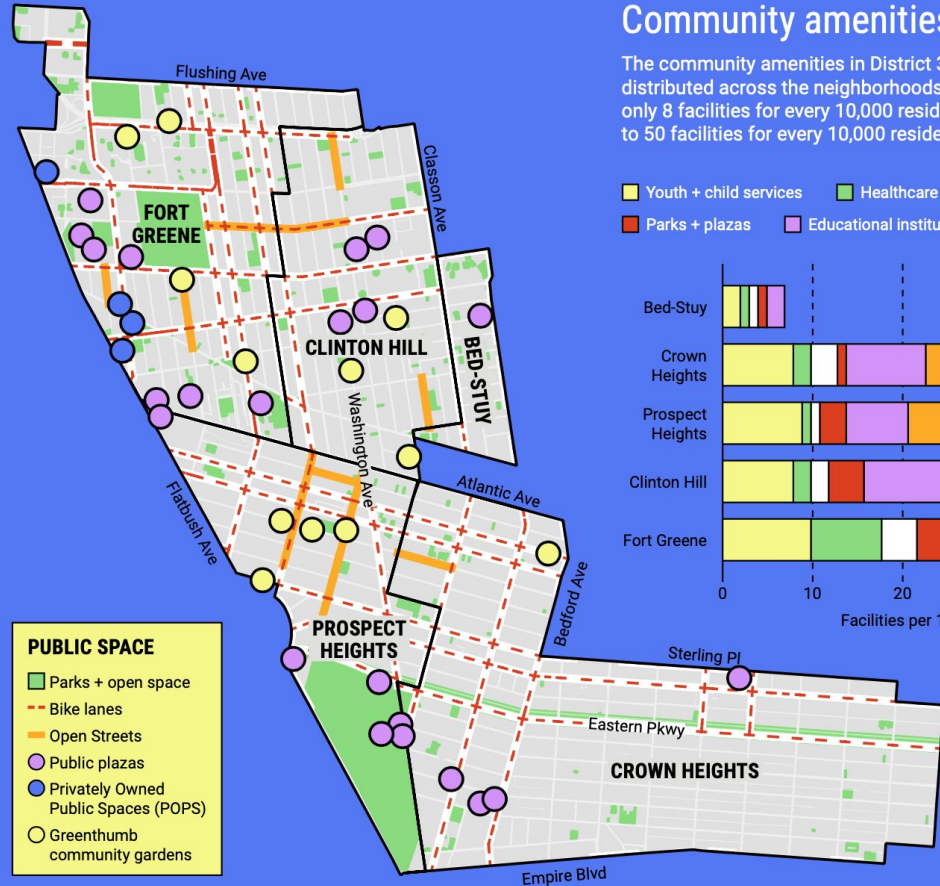 Community amenities
The community amenities in District 3
distributed across the neighborhoods
only 8 facilities for every 10,000 resid
to 50 facilities for every 10,000 reside
Youth + child services
Healthcare
Parks + plazas
Educational institu
Bed-Stuy
Crown
Heights
Prospect
Heights
Clinton Hill
Fort Greene
0
10
20
Facilities per 1
Flushing Ave
Classon Ave
FORT
GREENE
CLINTON HILL
BED-STUY
Washington Ave
Atlantic Ave
Flatbush Ave
Bedford Ave
PROSPECT
HEIGHTS
Sterling Pl
Eastern Pkwy
CROWN HEIGHTS
Empire Blvd
PUBLIC SPACE
Parks + open space
Bike lanes
Open Streets
Public plazas
Privately Owned
Public Spaces (POPS)
Greenthumb
community gardens